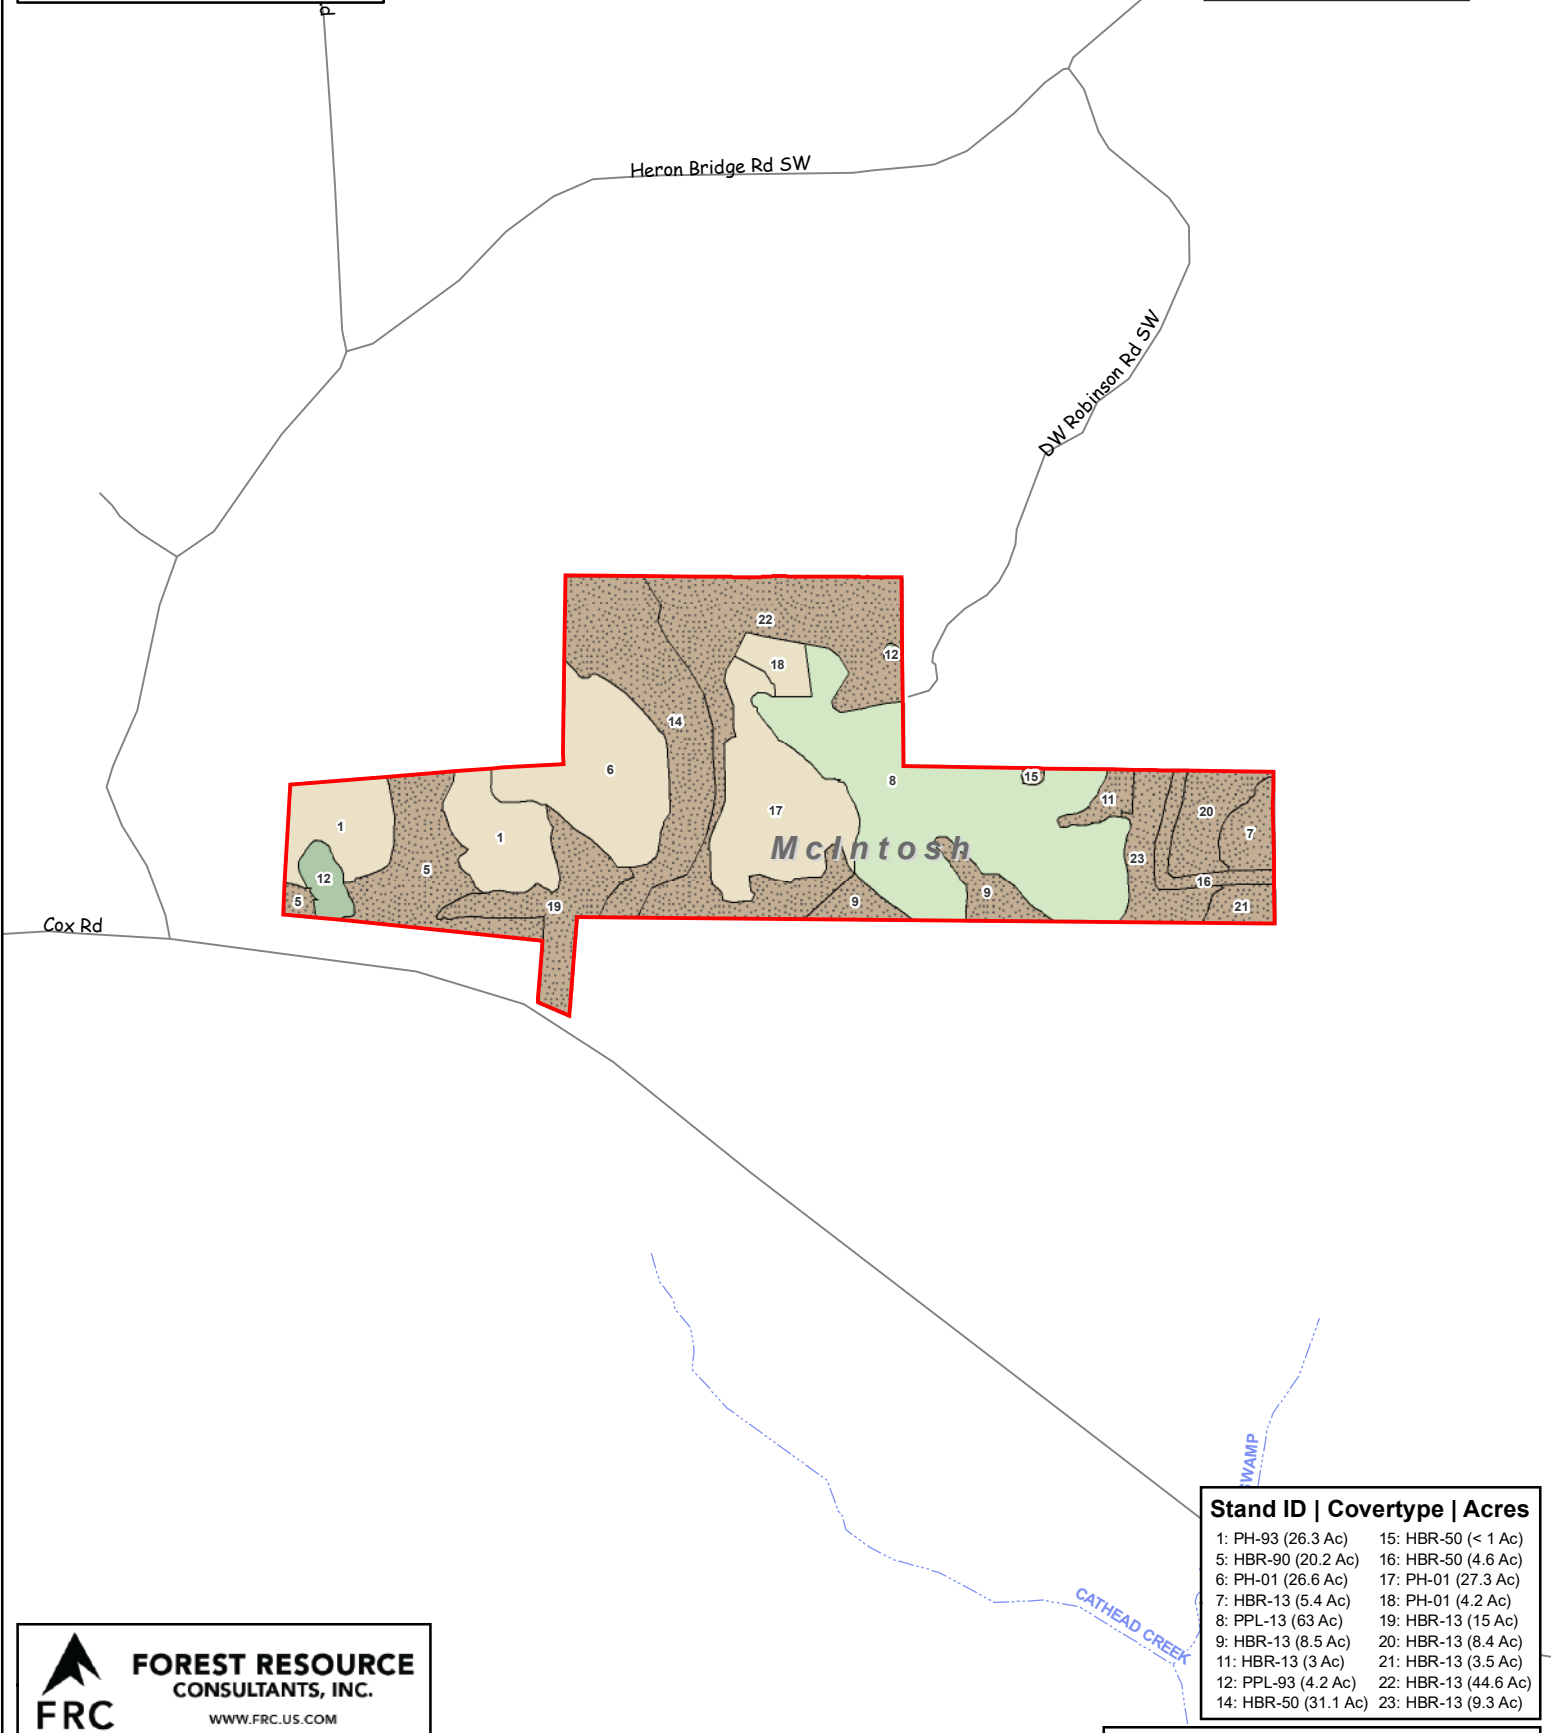 Heron Bridge Rd SW
DW Robinson Rd SW
22
12
18
14
6
8
15
17
11
20
1
1
7
McIntosh
5
23
12
16
9
5
9
19
21
Cox Rd
SWAMP
CATHEAD CREEK
Stand ID | Covertype | Acres
1: PH-93 (26.3 Ac)
5: HBR-90 (20.2 Ac)
6: PH-01 (26.6 Ac)
7: HBR-13 (5.4 Ac)
8: PPL-13 (63 Ac)
9: HBR-13 (8.5 Ac)
11: HBR-13 (3 Ac)
12: PPL-93 (4.2 Ac)
14: HBR-50 (31.1 Ac)
15: HBR-50 (< 1 Ac)
16: HBR-50 (4.6 Ac)
17: PH-01 (27.3 Ac)
18: PH-01 (4.2 Ac)
19: HBR-13 (15 Ac)
20: HBR-13 (8.4 Ac)
21: HBR-13 (3.5 Ac)
22: HBR-13 (44.6 Ac)
23: HBR-13 (9.3 Ac)
FRC
FOREST RESOURCE
CONSULTANTS, INC.
WWW.FRC.US.COM